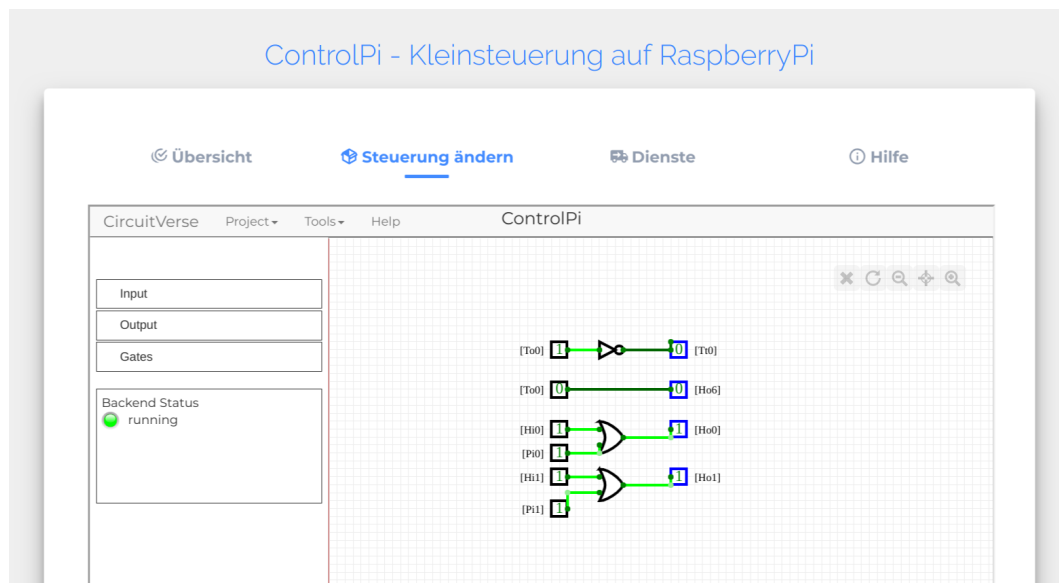 ControlPi - Kleinsteuerung auf RaspberryPi
Übersicht Steuerung ändern Dienste Hilfe
CircuitVerse Project Tools Help ControlPi
Input
Output
Gates
Backend Status
running
[To0] 1 0 [Tt0]
[To0] 0 0 [Ho6]
[Hi0] 1 1 [Ho0]
[Pi0] 1
[Hi1] 1 1 [Ho1]
[Pi1] 1